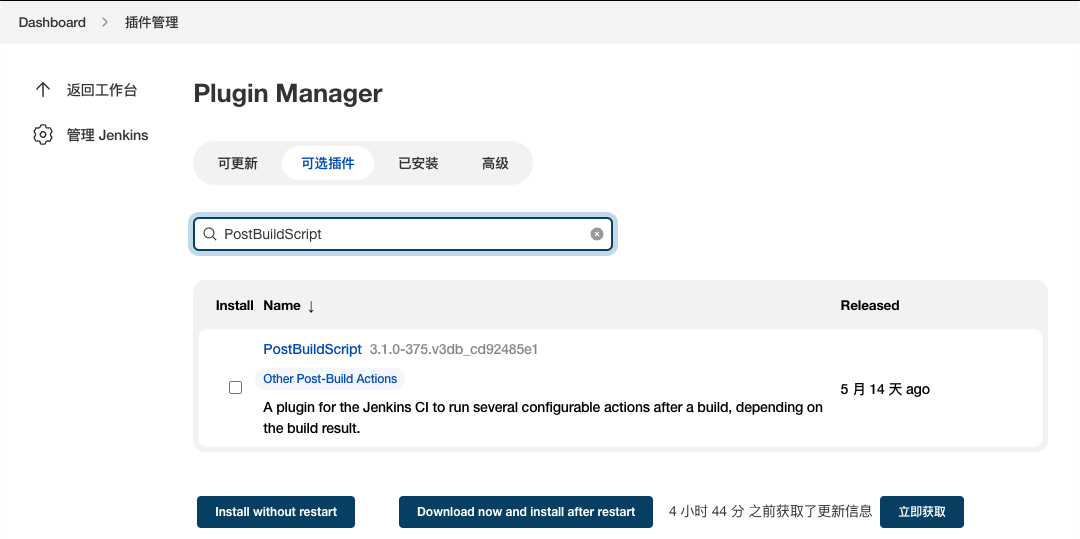 Dashboard > 插件管理
返回工作台
管理 Jenkins
Plugin Manager
可更新 可选插件 已安装 高级
PostBuildScript
Install Name ↓ Released
PostBuildScript 3.1.0-375.v3db_cd92485e1
Other Post-Build Actions
A plugin for the Jenkins CI to run several configurable actions after a build, depending on
the build result.
5 月 14 天 ago
Install without restart Download now and install after restart 4 小时 44 分 之前获取了更新信息 立即获取